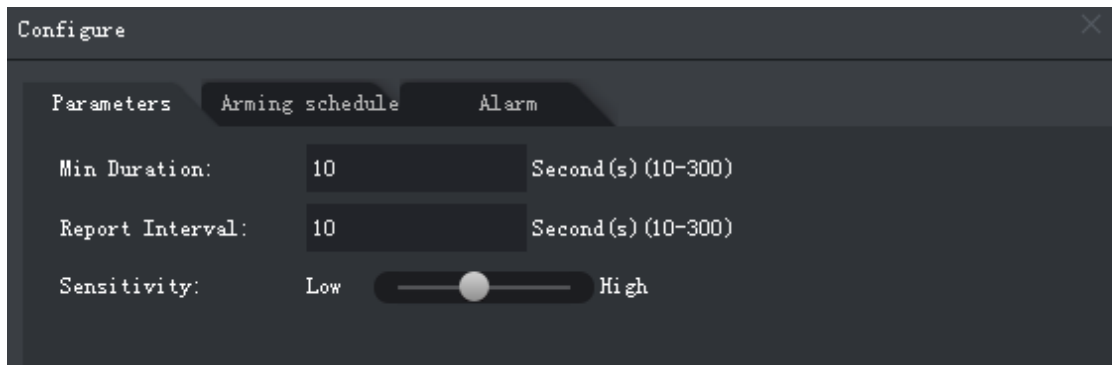 Configure
Parameters Arming schedule Alarm
Min Duration: 10 Second(s)(10-300)
Report Interval: 10 Second(s)(10-300)
Sensitivity: Low High